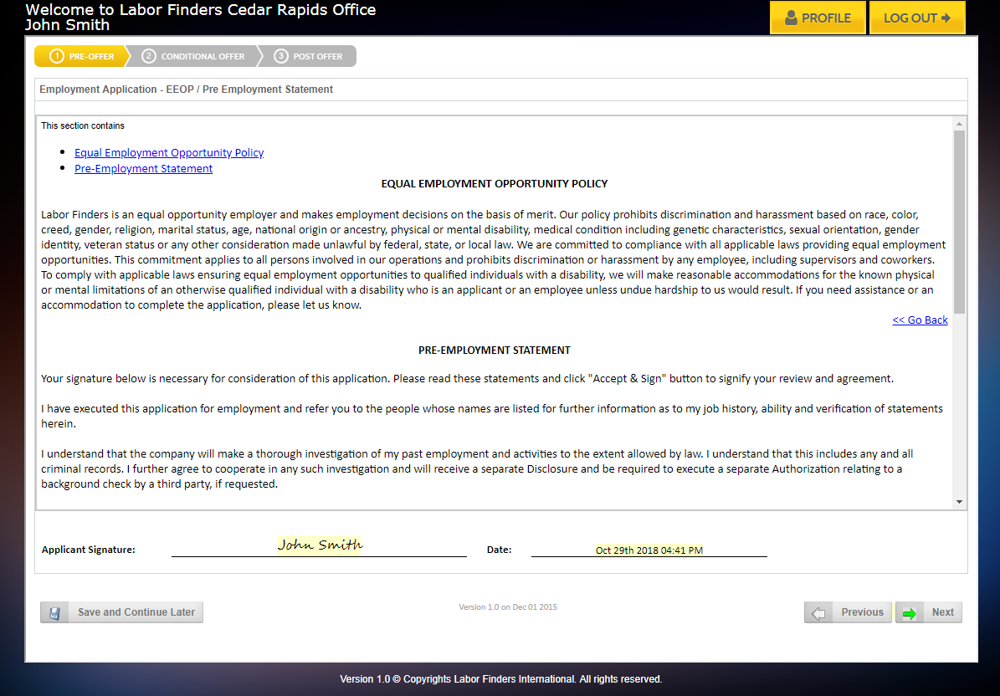 Welcome to Labor Finders Cedar Rapids Office
John Smith
PROFILE
LOG OUT
1 PRE-OFFER
2 CONDITIONAL OFFER
3 POST OFFER
Employment Application - EEOP / Pre Employment Statement
This section contains
• Equal Employment Opportunity Policy
• Pre-Employment Statement
EQUAL EMPLOYMENT OPPORTUNITY POLICY
Labor Finders is an equal opportunity employer and makes employment decisions on the basis of merit. Our policy prohibits discrimination and harassment based on race, color,
creed, gender, religion, marital status, age, national origin or ancestry, physical or mental disability, medical condition including genetic characteristics, sexual orientation, gender
identity, veteran status or any other consideration made unlawful by federal, state, or local law. We are committed to compliance with all applicable laws providing equal employment
opportunities. This commitment applies to all persons involved in our operations and prohibits discrimination or harassment by any employee, including supervisors and coworkers.
To comply with applicable laws ensuring equal employment opportunities to qualified individuals with a disability, we will make reasonable accommodations for the known physical
or mental limitations of an otherwise qualified individual with a disability who is an applicant or an employee unless undue hardship to us would result. If you need assistance or an
accommodation to complete the application, please let us know.
<< Go Back
PRE-EMPLOYMENT STATEMENT
Your signature below is necessary for consideration of this application. Please read these statements and click "Accept & Sign" button to signify your review and agreement.
I have executed this application for employment and refer you to the people whose names are listed for further information as to my job history, ability and verification of statements
herein.
I understand that the company will make a thorough investigation of my past employment and activities to the extent allowed by law. I understand that this includes any and all
criminal records. I further agree to cooperate in any such investigation and will receive a separate Disclosure and be required to execute a separate Authorization relating to a
background check by a third party, if requested.
Applicant Signature: John Smith Date: Oct 29th 2018 04:41 PM
Save and Continue Later
Version 1.0 on Dec 01 2015
Previous
Next
Version 1.0 © Copyrights Labor Finders International. All rights reserved.